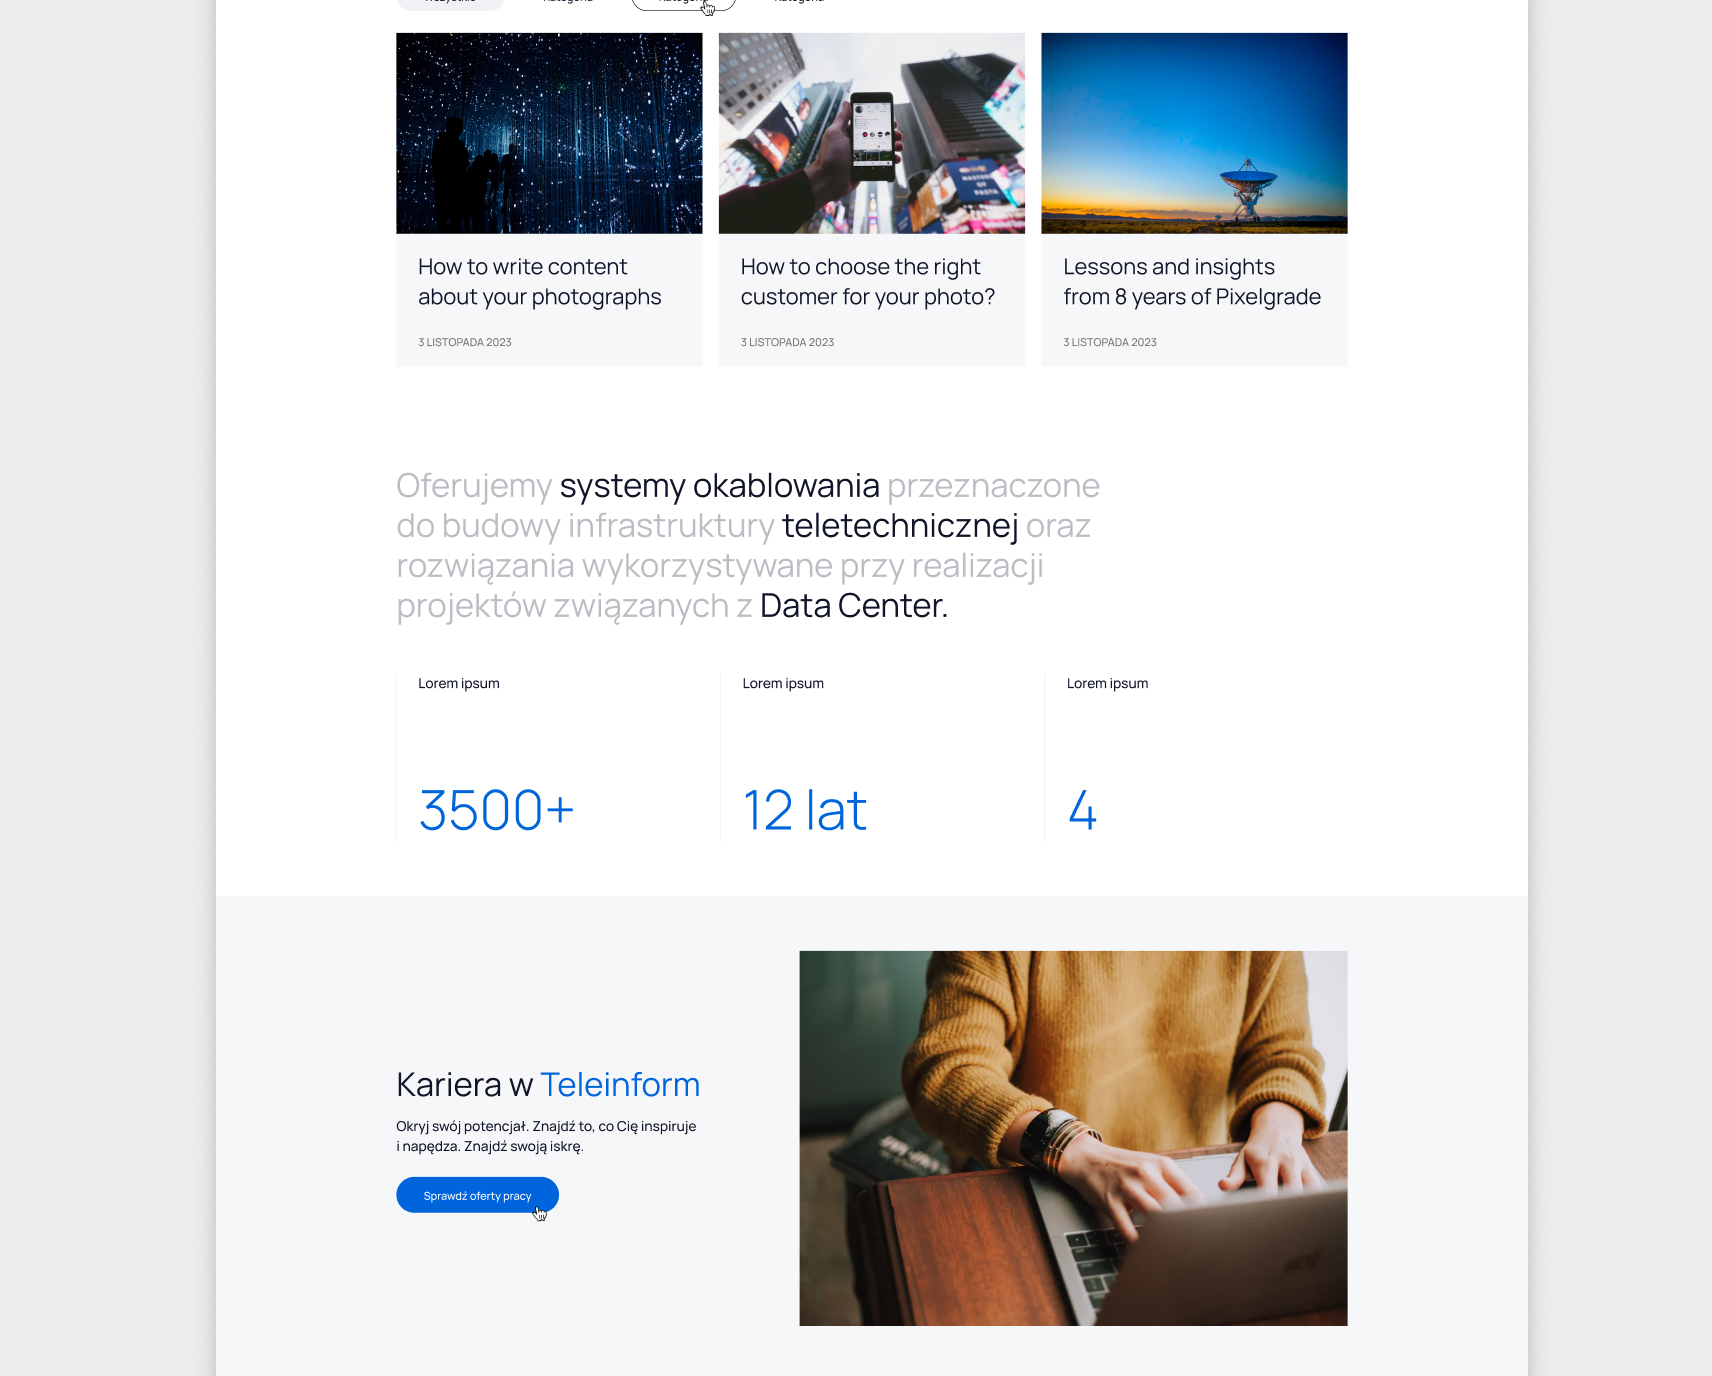 How to write content
about your photographs
3 LISTOPADA 2023
How to choose the right
customer for your photo?
3 LISTOPADA 2023
Lessons and insights
from 8 years of Pixelgrade
3 LISTOPADA 2023
Oferujemy systemy okablowania przeznaczone
do budowy infrastruktury teletechnicznej oraz
rozwiązania wykorzystywane przy realizacji
projektów związanych z Data Center.
Lorem ipsum
3500+
Lorem ipsum
12 lat
Lorem ipsum
4
Kariera w Teleinform
Okryj swój potencjał. Znajdź to, co Cię inspiruje
i napędza. Znajdź swoją iskrę.
Sprawdź oferty pracy